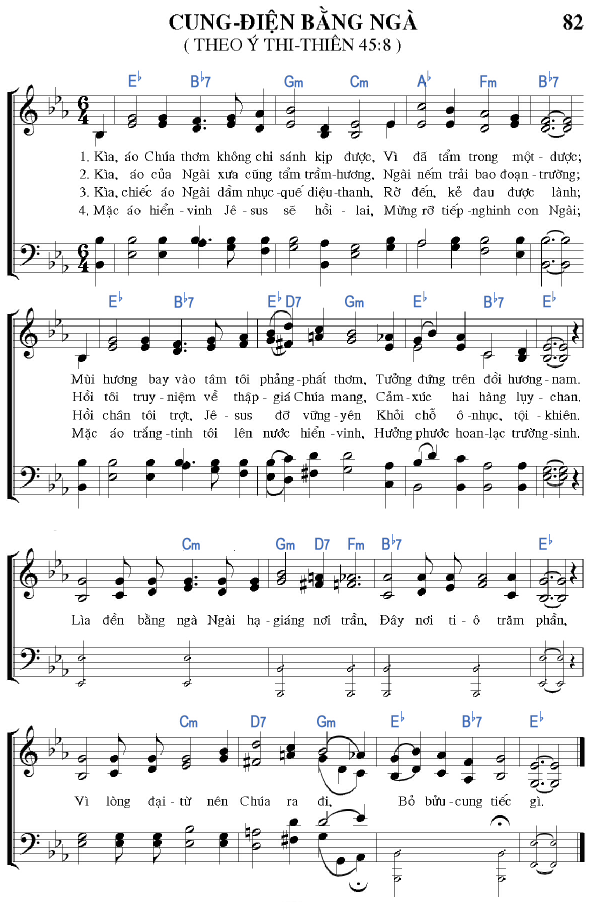 CUNG-ĐIỆN BẰNG NGÀ 82
( THEO Ý THI-THIÊN 45:8 )
E♭ B♭7 Gm Cm A♭ Fm B♭7
6 4
1. Kìa, áo Chúa thơm không chi sánh kịp được, Vì đã tẩm trong một-dược;
2. Kìa, áo của Ngài xưa cũng tẩm trầm-hương, Ngài nếm trải bao đoạn-trường;
3. Kìa, chiếc áo Ngài dầm nhục-quế diệu-thanh, Rờ đến, kẻ đau được lành;
4. Mặc áo hiển-vinh Jê-sus sẽ hồi-lai, Mừng rỡ tiếp-nghinh con Ngài;
6 4
E♭ B♭7 E♭ D7 Gm E♭ B♭7 E♭
Mùi hương bay vào tâm tôi phảng-phất thơm, Tưởng đứng trên đồi hương-nam.
Hồi tôi truy-niệm về thập-giá Chúa mang, Cảm-xúc hai hàng lụy-chan.
Hồi chân tôi trợt, Jê-sus đỡ vững-yên Khỏi chỗ ô-nhục, tội-khiên.
Mặc áo trắng-tinh tôi lên nước hiển-vinh, Hưởng phước hoan-lạc trường-sinh.
Cm Gm D7 Fm B♭7 E♭
Lìa đền bằng ngà Ngài hạ-giáng nơi trần, Đây nơi ti-ô trăm phần,
Cm D7 Gm E♭ B♭7 E♭
Vì lòng đại-từ nên Chúa ra đi, Bỏ bửu-cung tiếc gì.